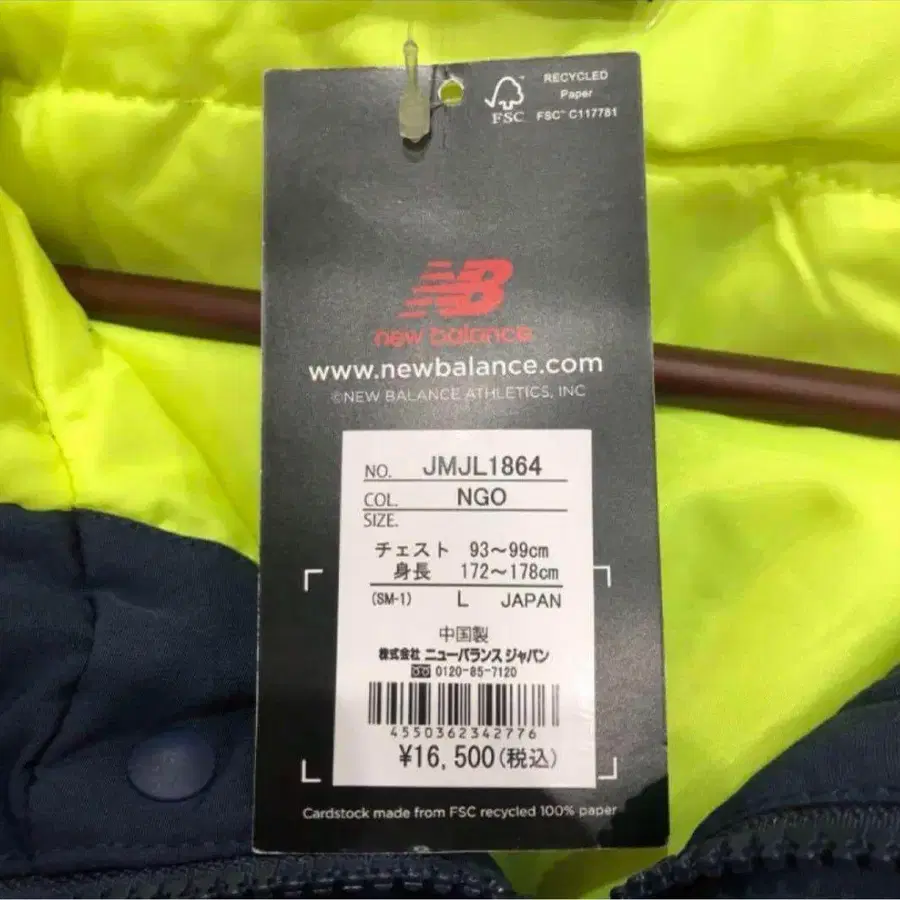 RECYCLED
Paper
FSC™ C117781
FSC
NB
new balance
www.newbalance.com
©NEW BALANCE ATHLETICS, INC
NO. JMJL1864
COL. NGO
SIZE.
チェスト 93～99cm
身長 172～178cm
(SM-1) L JAPAN
中国製
株式会社 ニューバランス ジャパン
0120-85-7120
4550362342776
¥16,500(税込)
Cardstock made from FSC recycled 100% paper